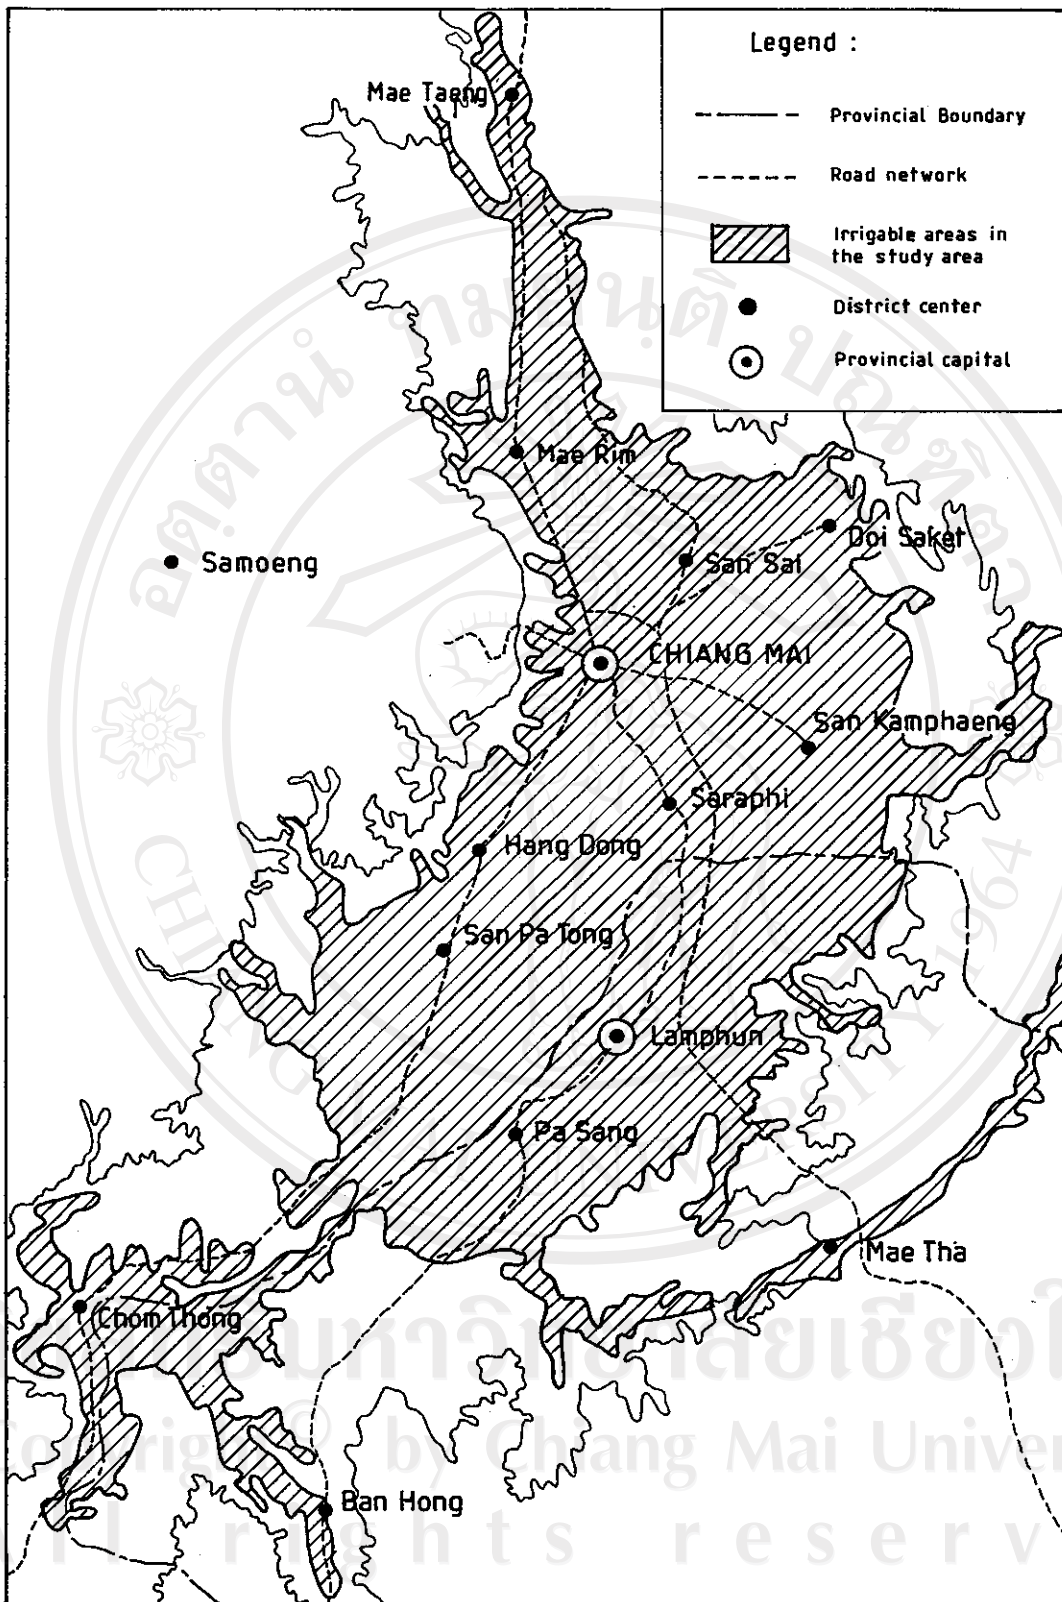 Legend :
Provincial Boundary
Road network
Irrigable areas in
the study area
District center
Provincial capital
Mae Taeng
Mae Rim
Doi Saket
San Sai
Samoeng
CHIANG MAI
San Kamphaeng
Saraphi
Hang Dong
San Pa Tong
Lamphun
Pa Sang
Mae Tha
Chom Thong
Ban Hong
1964
by Chiang Mai Univer
rights reserv